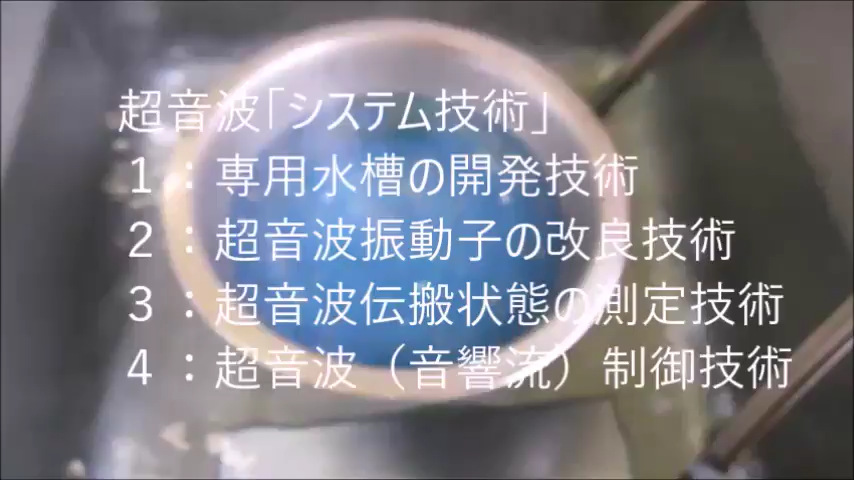 超音波「システム技術」
１：専用水槽の開発技術
２：超音波振動子の改良技術
３：超音波伝搬状態の測定技術
４：超音波（音響流）制御技術